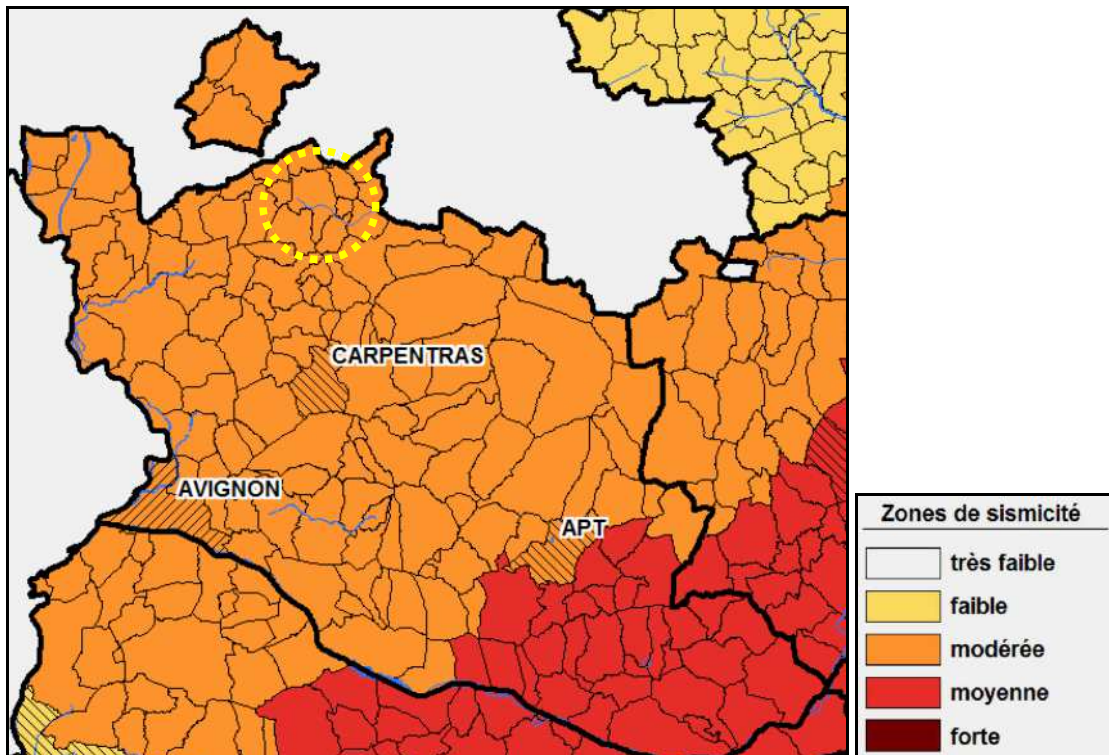 CARPENTRAS
AVIGNON
APT
Zones de sismicité
très faible
faible
modérée
moyenne
forte